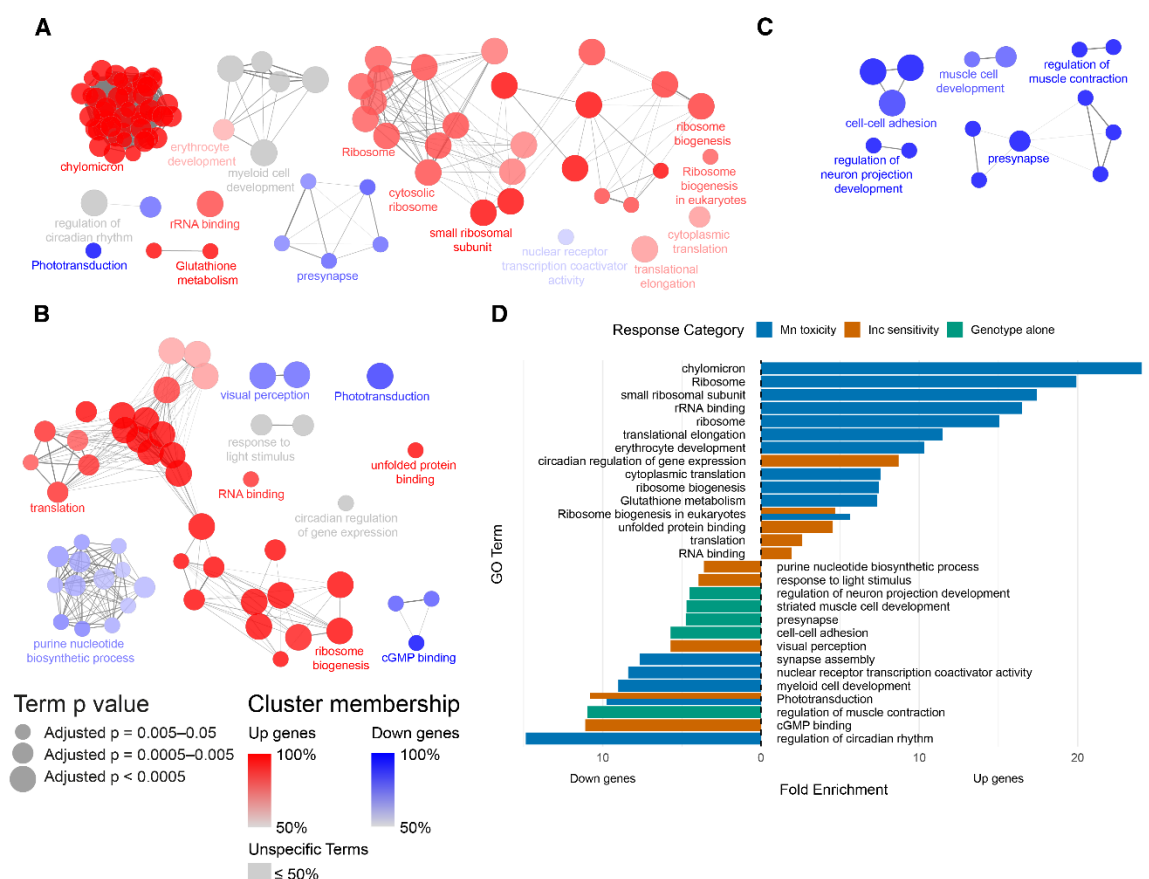 A
chylomicron
erythrocyte
development
myeloid cell
development
Ribosome
cytosolic
ribosome
small ribosomal
subunit
ribosome
biogenesis
Ribosome
biogenesis
in eukaryotes
cytoplasmic
translation
translational
elongation
nuclear receptor
transcription coactivator
activity
regulation of
circadian rhythm
rRNA binding
Phototransduction
Glutathione
metabolism
presynapse
C
cell-cell adhesion
muscle cell
development
regulation of
muscle contraction
regulation of
neuron projection
development
presynapse
B
visual perception
Phototransduction
response to
light stimulus
unfolded protein
binding
RNA binding
translation
circadian regulation
of gene expression
purine nucleotide
biosynthetic process
ribosome
biogenesis
cGMP binding
Term p value
Adjusted p = 0.005–0.05
Adjusted p = 0.0005–0.005
Adjusted p < 0.0005
Cluster membership
Up genes
100%
50%
Down genes
100%
50%
Unspecific Terms
≤ 50%
D
Response Category
Mn toxicity
Inc sensitivity
Genotype alone
GO Term
chylomicron
Ribosome
small ribosomal subunit
rRNA binding
ribosome
translational elongation
erythrocyte development
circadian regulation of gene expression
cytoplasmic translation
ribosome biogenesis
Glutathione metabolism
Ribosome biogenesis in eukaryotes
unfolded protein binding
translation
RNA binding
purine nucleotide biosynthetic process
response to light stimulus
regulation of neuron projection development
striated muscle cell development
presynapse
cell-cell adhesion
visual perception
synapse assembly
nuclear receptor transcription coactivator activity
myeloid cell development
Phototransduction
regulation of muscle contraction
cGMP binding
regulation of circadian rhythm
10 0 10 20
Down genes Up genes
Fold Enrichment